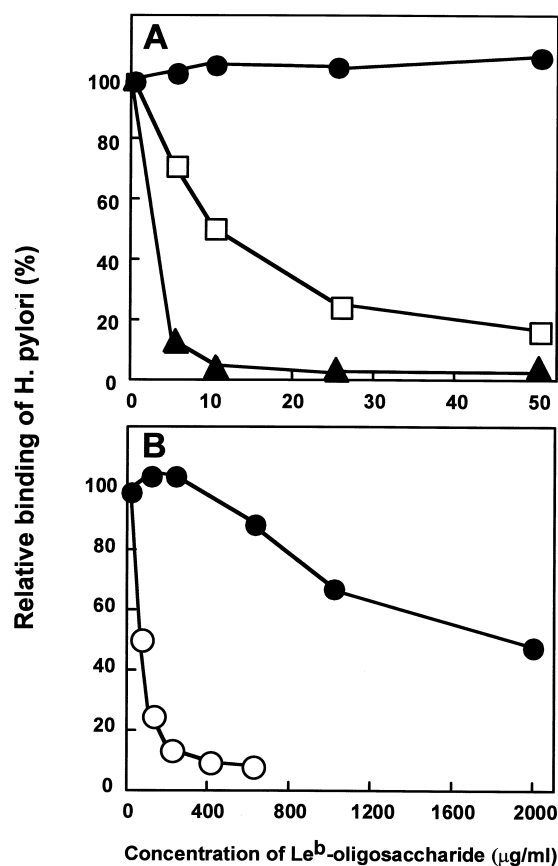 A
100
80
60
40
20
0
0 10 20 30 40 50
Relative binding of H. pylori (%)
B
100
80
60
40
20
0
0 400 800 1200 1600 2000
Concentration of Leb-oligosaccharide (μg/ml)